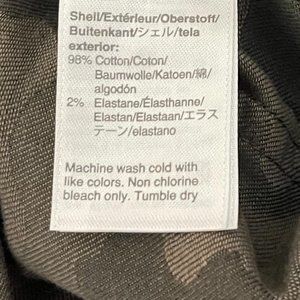 Shell/Extérieur/Oberstoff/
Buitenkant/シェル/tela
exterior:
98% Cotton/Coton/
Baumwolle/Katoen/綿/
algodón
2% Elastane/Élasthanne/
Elastan/Elastaan/エラス
テーン/elastano
Machine wash cold with
like colors. Non chlorine
bleach only. Tumble dry